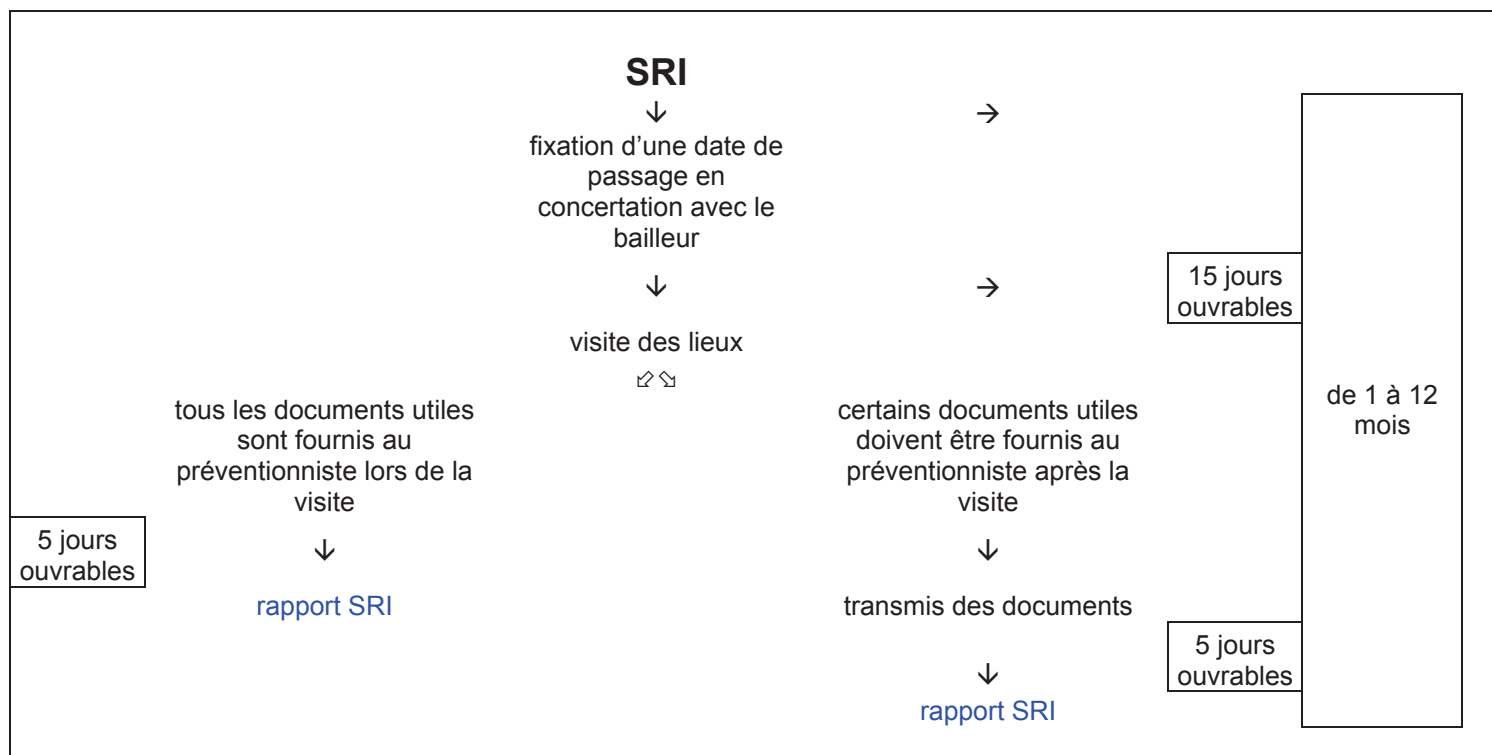 SRI
↓
→
fixation d’une date de
passage en
concertation avec le
bailleur
↓
→
15 jours
ouvrables
visite des lieux
⬃⬂
tous les documents utiles
sont fournis au
préventionniste lors de la
visite
certains documents utiles
doivent être fournis au
préventionniste après la
visite
de 1 à 12
mois
5 jours
ouvrables
↓
↓
rapport SRI
transmis des documents
5 jours
ouvrables
↓
rapport SRI